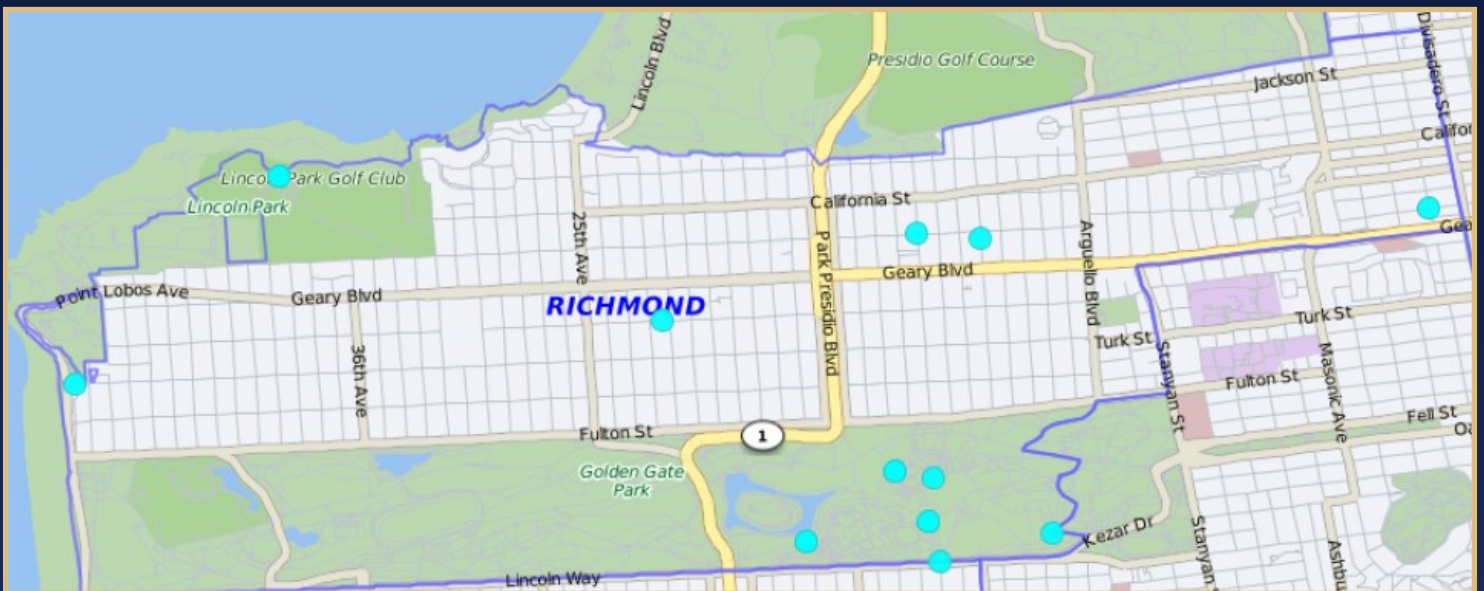 Lincoln Blvd
Presidio Golf Course
Divisadero St
Jackson St
Califor
Lincoln Park Golf Club
Lincoln Park
California St
25th Ave
Park Presidio Blvd
Arguello Blvd
Gea
Geary Blvd
Point Lobos Ave
Geary Blvd
RICHMOND
36th Ave
Turk St
Turk St
Stanyan St
Masonic Ave
Fulton St
Fell St
Fulton St
1
Golden Gate
Park
Kezar Dr
Stanyan
Ashbu
Lincoln Way